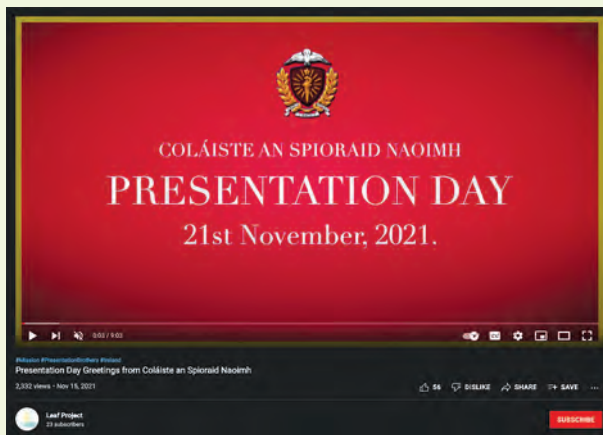 COLÁISTE AN SPIORAID NAOIMH
PRESENTATION DAY
21st November, 2021.
0:03 / 9:03
#Mission #PresentationBrothers #Ireland
Presentation Day Greetings from Coláiste an Spioraid Naoimh
2,332 views • Nov 15, 2021
56 DISLIKE SHARE SAVE ...
Leaf Project
23 subscribers
SUBSCRIBE